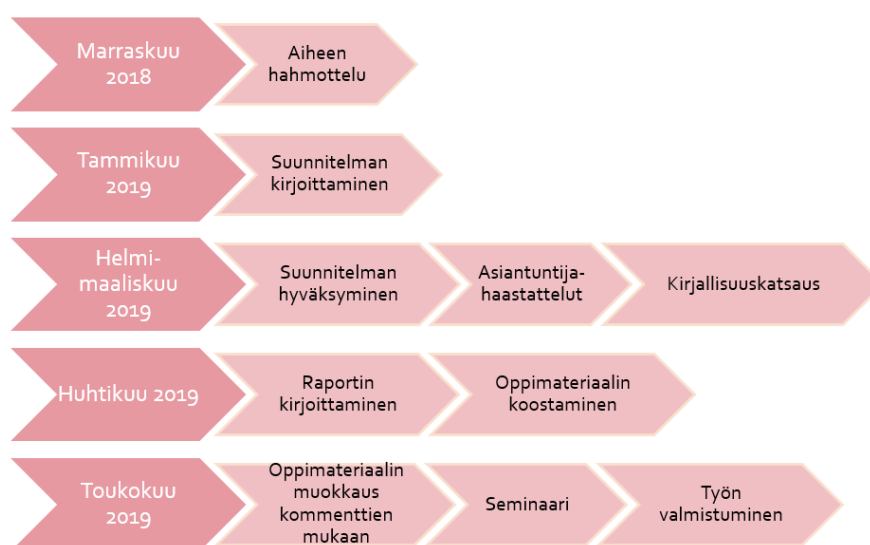 Marraskuu
2018
Aiheen
hahmottelu
Tammikuu
2019
Suunnitelman
kirjoittaminen
Helmi-
maaliskuu
2019
Suunnitelman
hyväksyminen
Asiantuntija-
haastattelut
Kirjallisuuskatsaus
Huhtikuu 2019
Raportin
kirjoittaminen
Oppimateriaalin
koostaminen
Toukokuu
2019
Oppimateriaalin
muokkaus
kommenttien
mukaan
Seminaari
Työn
valmistuminen